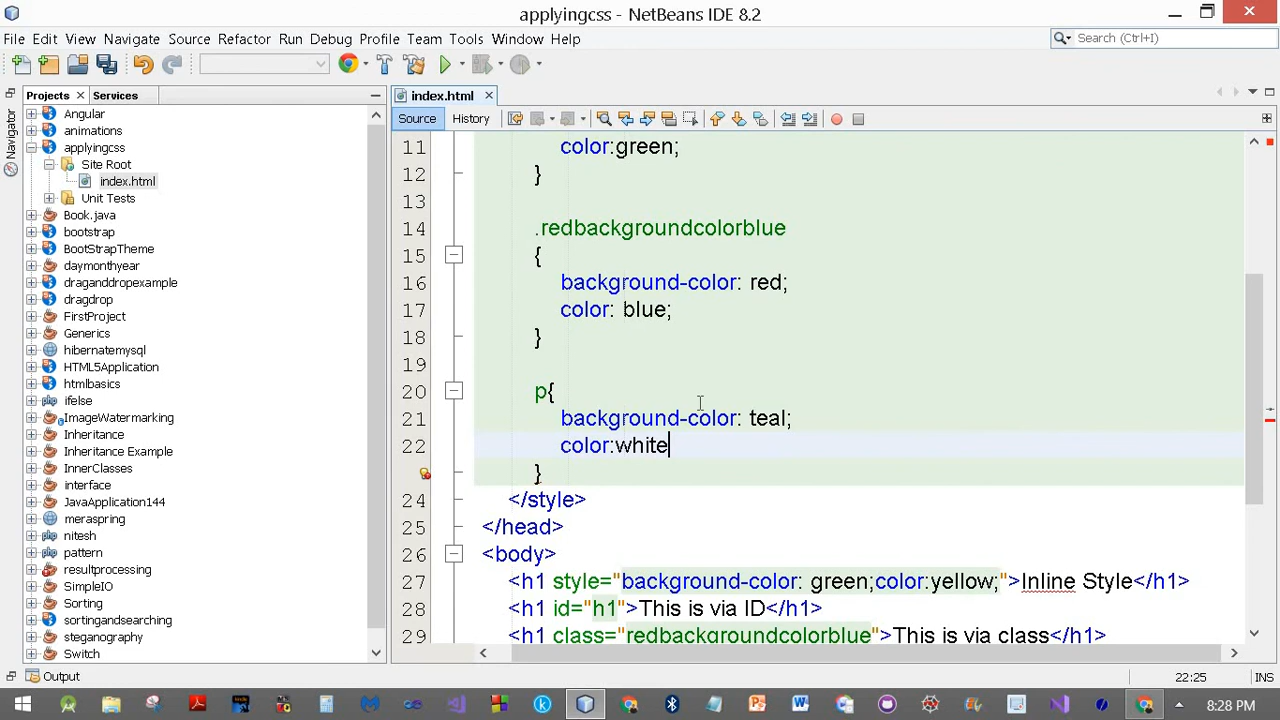 applyingcss - NetBeans IDE 8.2
File Edit View Navigate Source Refactor Run Debug Profile Team Tools Window Help
Search (Ctrl+I)
Projects Services
index.html
Source History
Navigator
Angular
animations
applyingcss
Site Root
index.html
Unit Tests
Book.java
bootstrap
BootStrapTheme
daymonthyear
draganddropexample
dragdrop
FirstProject
Generics
hibernatemysql
HTML5Application
htmlbasics
ifelse
ImageWatermarking
Inheritance
Inheritance Example
InnerClasses
interface
JavaApplication144
meraspring
nitesh
pattern
resultprocessing
SimpleIO
Sorting
sortingandsearching
steganography
Switch
11 color:green;
12 }
13
14 .redbackgroundcolorblue
15 {
16 background-color: red;
17 color: blue;
18 }
19
20 p{
21 background-color: teal;
22 color:white
}
24 </style>
25 </head>
26 <body>
27 <h1 style="background-color: green;color:yellow;">Inline Style</h1>
28 <h1 id="h1">This is via ID</h1>
29 <h1 class="redbackgroundcolorblue">This is via class</h1>
Output
22:25 INS
8:28 PM